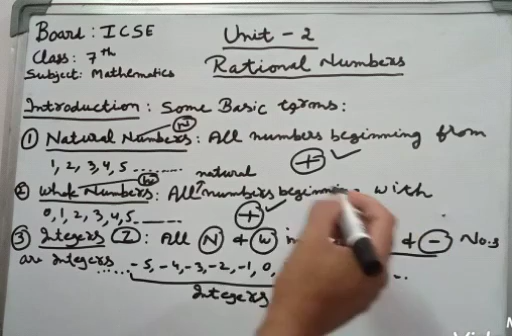 Board: ICSE
Unit - 2
Class: 7th
Subject: Mathematics
Rational Numbers
Introduction: Some Basic terms:
① Natural Numbers (N): All numbers beginning from
1, 2, 3, 4, 5 ........
+ ✓
② Whole Numbers (W): All natural numbers beginning with
0, 1, 2, 3, 4, 5, ______
+ ✓
③ Integers (Z): All (N) & (W) & (-) No.s
are Integers ...... -5, -4, -3, -2, -1, 0,
Integers